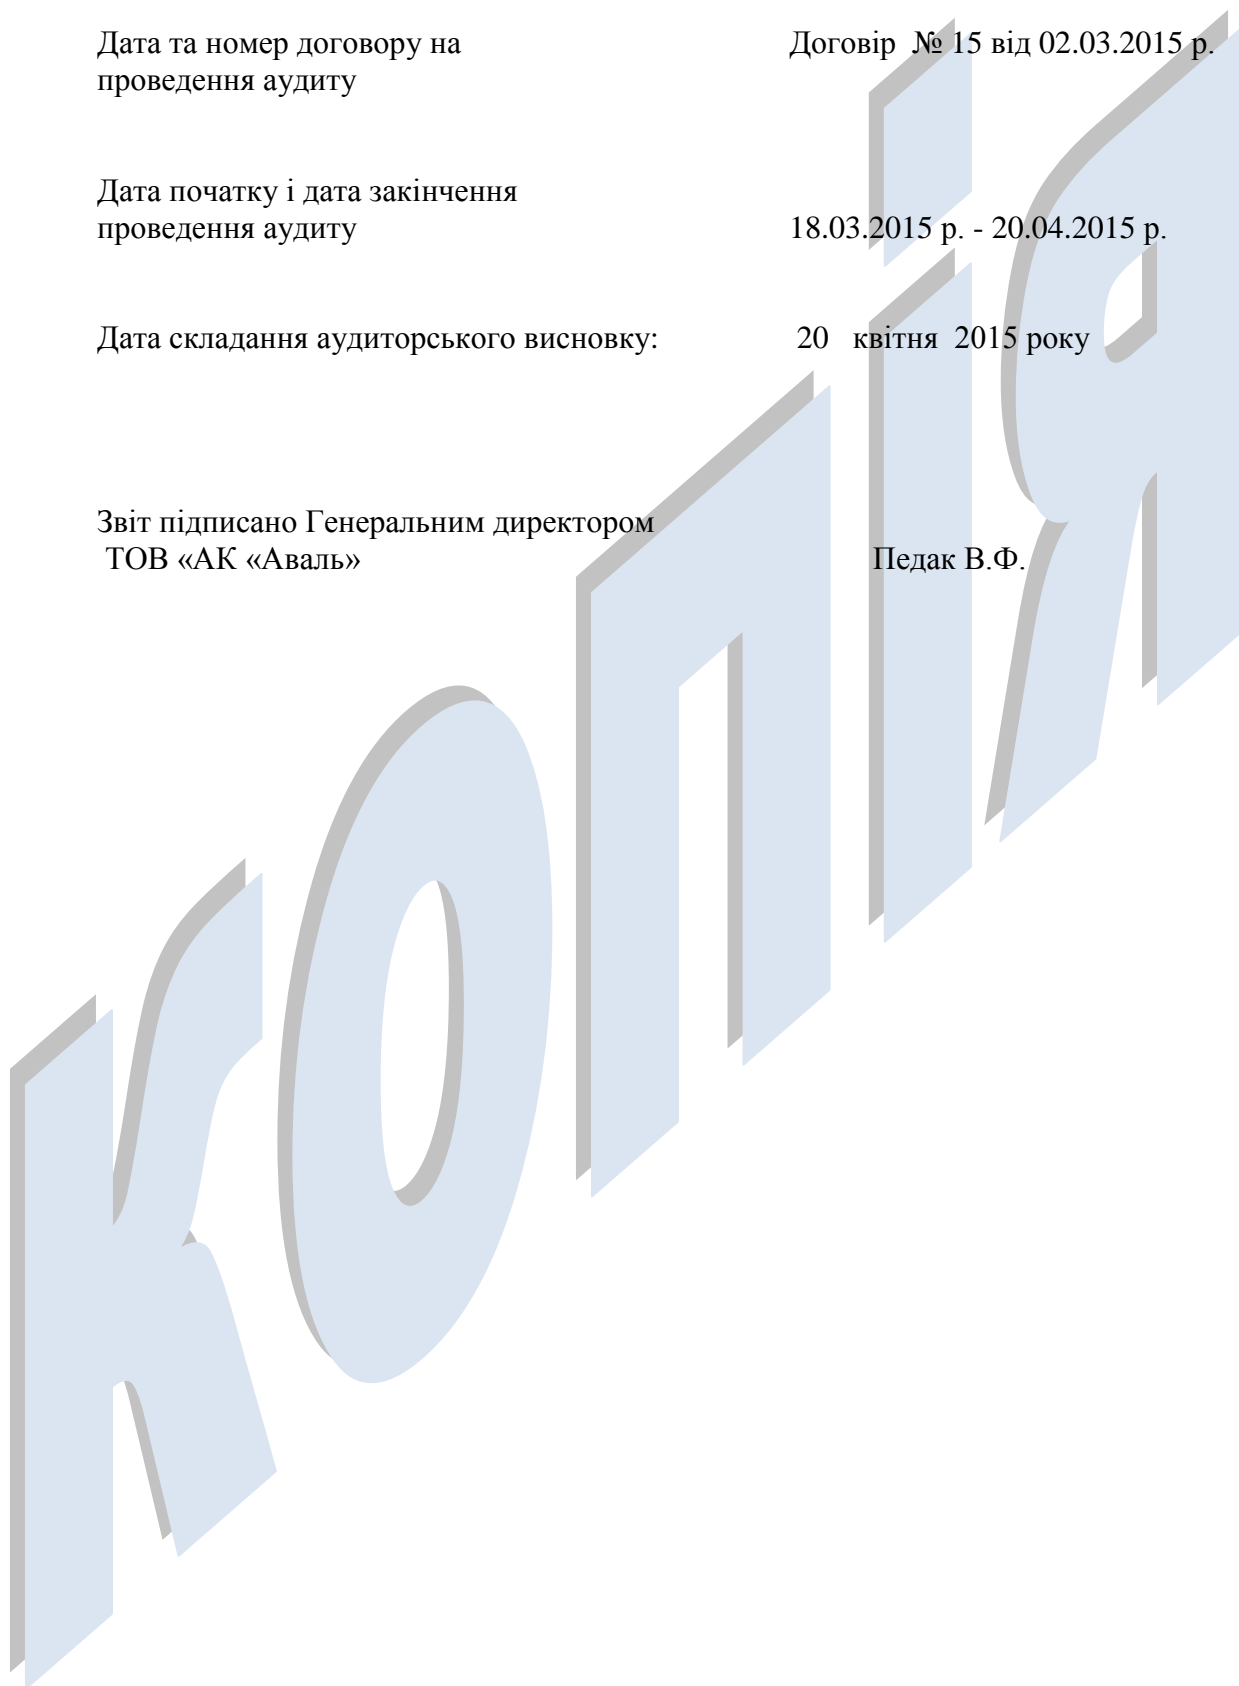 Дата та номер договору на Договір № 15 від 02.03.2015 р.
проведення аудиту
Дата початку і дата закінчення
проведення аудиту 18.03.2015 р. - 20.04.2015 р.
Дата складання аудиторського висновку: 20 квітня 2015 року
Звіт підписано Генеральним директором
ТОВ «АК «Аваль» Педак В.Ф.
КОПІЯ